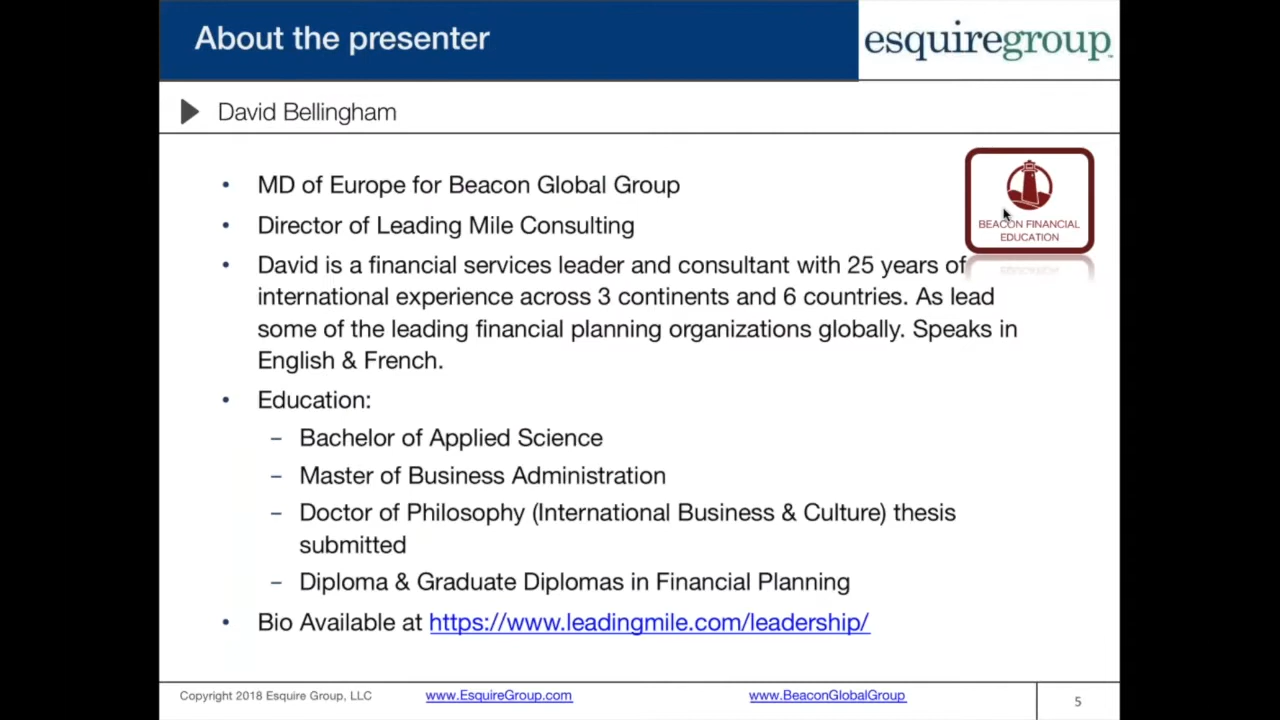 About the presenter
esquiregroup
David Bellingham
MD of Europe for Beacon Global Group
Director of Leading Mile Consulting
BEACON FINANCIAL
EDUCATION
David is a financial services leader and consultant with 25 years of
international experience across 3 continents and 6 countries. As lead
some of the leading financial planning organizations globally. Speaks in
English & French.
Education:
– Bachelor of Applied Science
– Master of Business Administration
– Doctor of Philosophy (International Business & Culture) thesis
submitted
– Diploma & Graduate Diplomas in Financial Planning
Bio Available at https://www.leadingmile.com/leadership/
Copyright 2018 Esquire Group, LLC www.EsquireGroup.com www.BeaconGlobalGroup 5